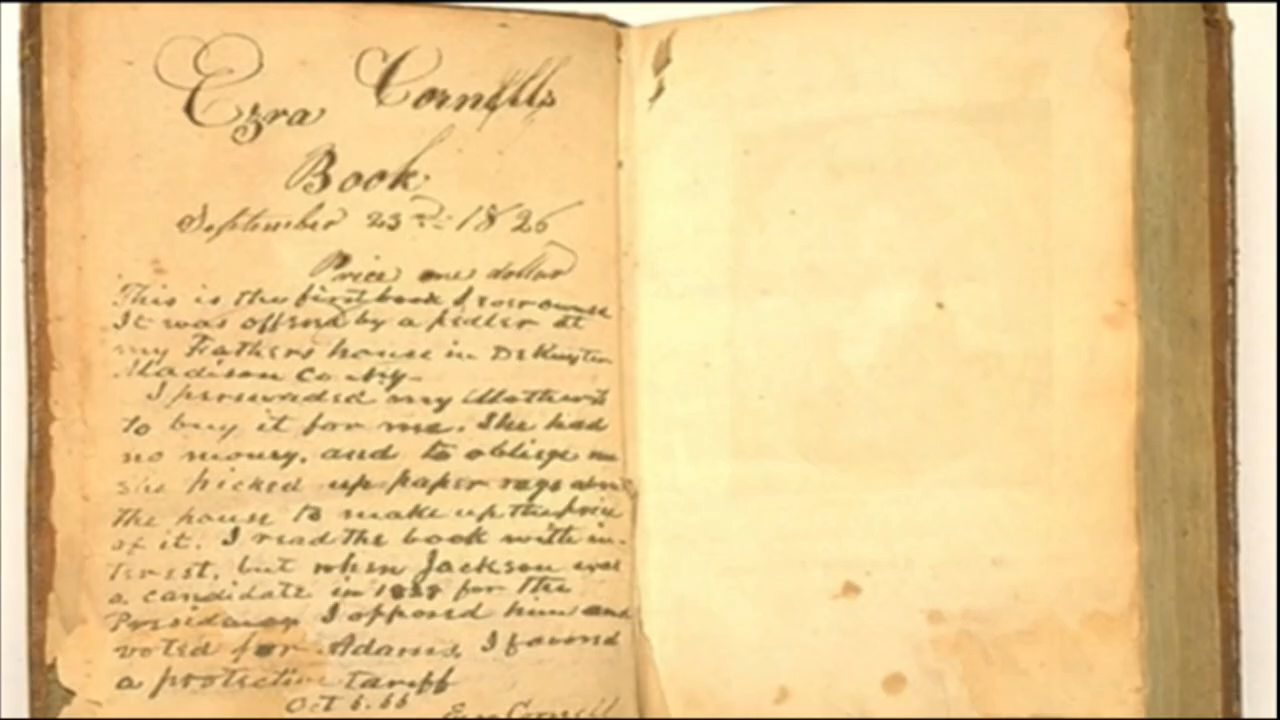 Ezra Cornell's
Book
September 23rd 1826
Price one dollar
This is the first book I ever owned
It was offered by a pedler at
my Fathers house in DeRuyter
Madison Co. NY.
I persuaded my Mother
to buy it for me. She had
no money, and to oblige me
she picked up paper rags about
the house to make up the price
of it. I read the book with in-
terest, but when Jackson was
a candidate in 1828 for the
Presidency I opposed him and
voted for Adams, I favord
a protective tariff
Oct 5. 66
Ezra Cornell